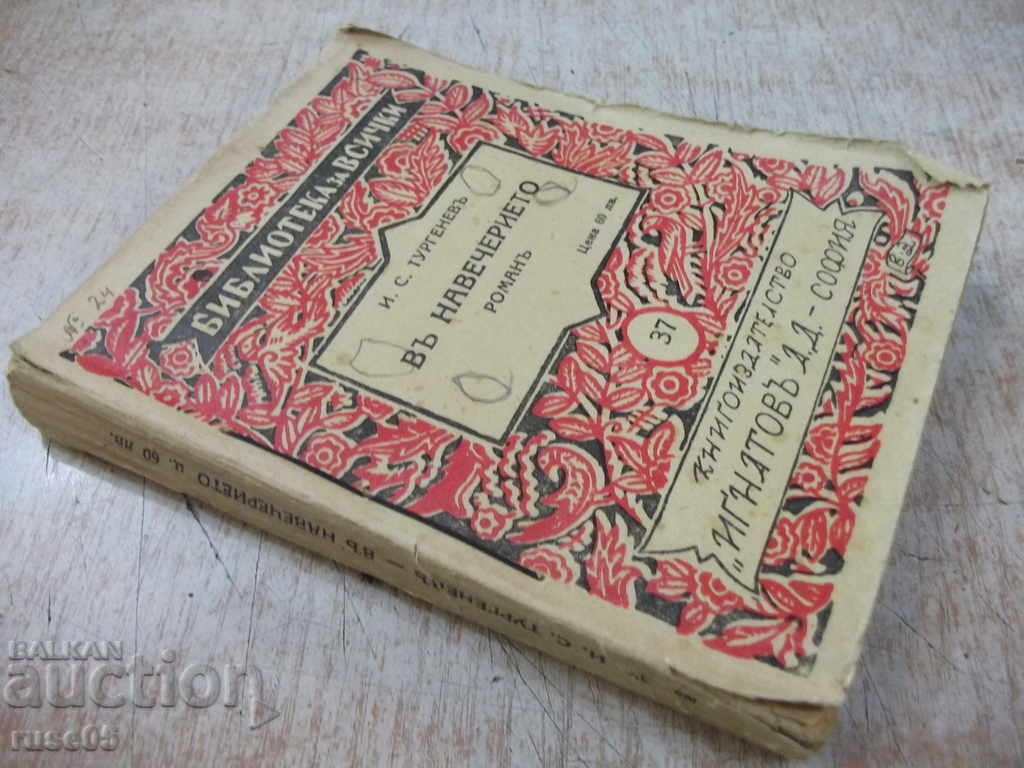 № 24
БИБЛИОТЕКА ЗА ВСИЧКИ
И. С. ТУРГЕНЕВЪ
ВЪ НАВЕЧЕРИЕТО
РОМАНЪ
Цена 60 лв.
37
КНИГОИЗДАТЕЛСТВО
„ИГНАТОВЪ" А.Д. - СОФИЯ
И. С. ТУРГЕНЕВЪ — ВЪ НАВЕЧЕРИЕТО ц. 60 лв.
BALKAN
auction
ruse05